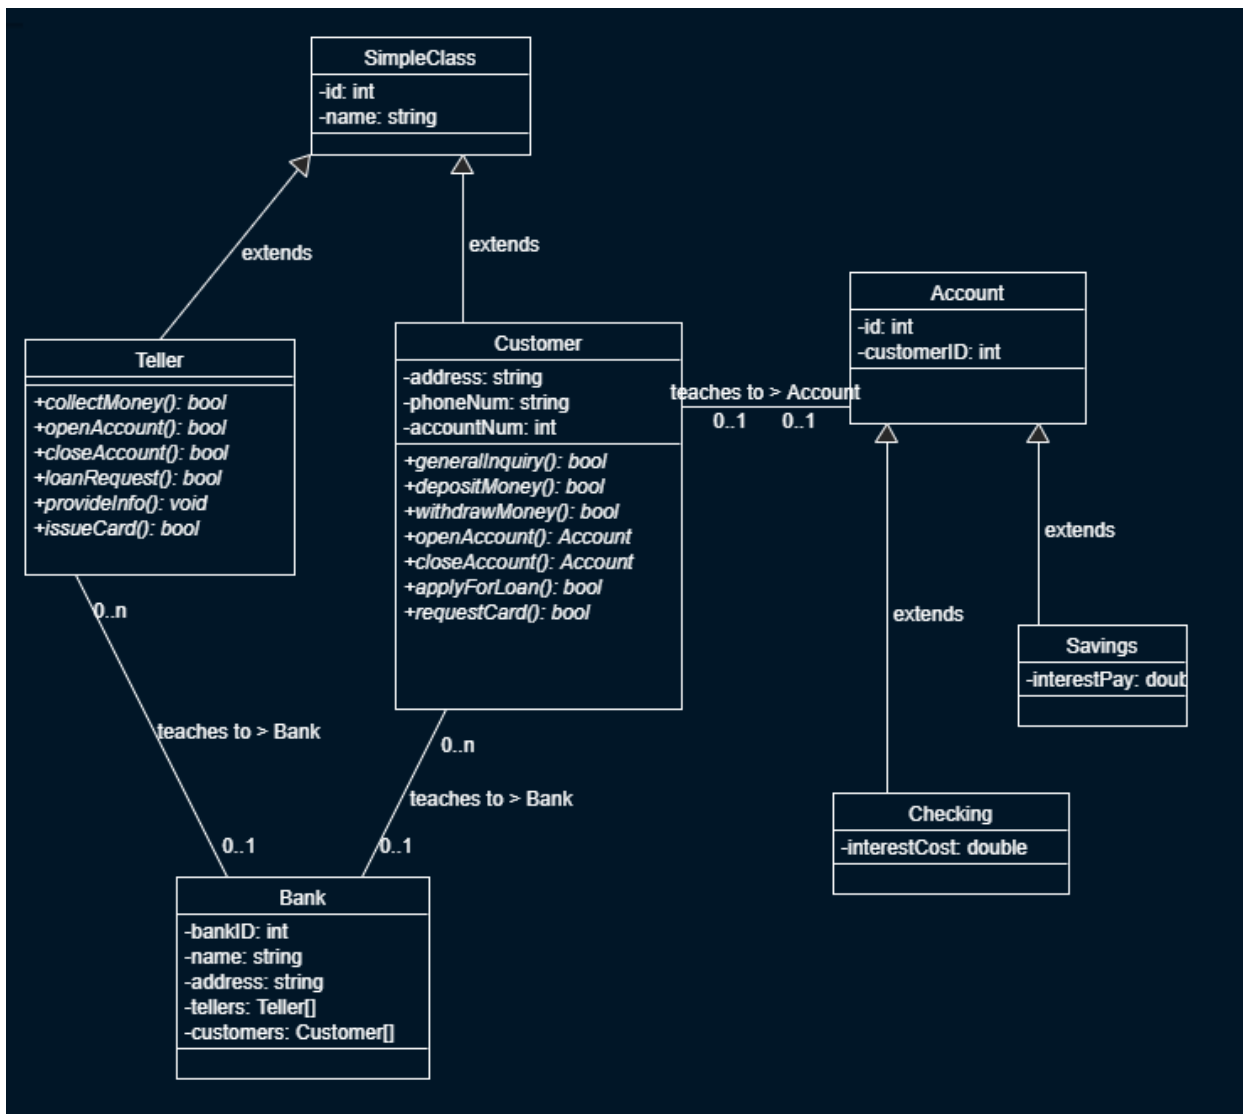 SimpleClass
-id: int
-name: string
extends
extends
Teller
+collectMoney(): bool
+openAccount(): bool
+closeAccount(): bool
+loanRequest(): bool
+provideInfo(): void
+issueCard(): bool
Customer
-address: string
-phoneNum: string
-accountNum: int
+generalInquiry(): bool
+depositMoney(): bool
+withdrawMoney(): bool
+openAccount(): Account
+closeAccount(): Account
+applyForLoan(): bool
+requestCard(): bool
teaches to > Account
0..1
0..1
Account
-id: int
-customerID: int
extends
extends
Savings
-interestPay: doub
Checking
-interestCost: double
0..n
teaches to > Bank
0..1
0..n
teaches to > Bank
0..1
Bank
-bankID: int
-name: string
-address: string
-tellers: Teller[]
-customers: Customer[]